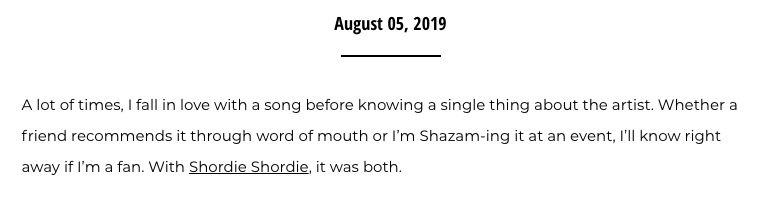 August 05, 2019
A lot of times, I fall in love with a song before knowing a single thing about the artist. Whether a
friend recommends it through word of mouth or I’m Shazam-ing it at an event, I’ll know right
away if I’m a fan. With Shordie Shordie, it was both.